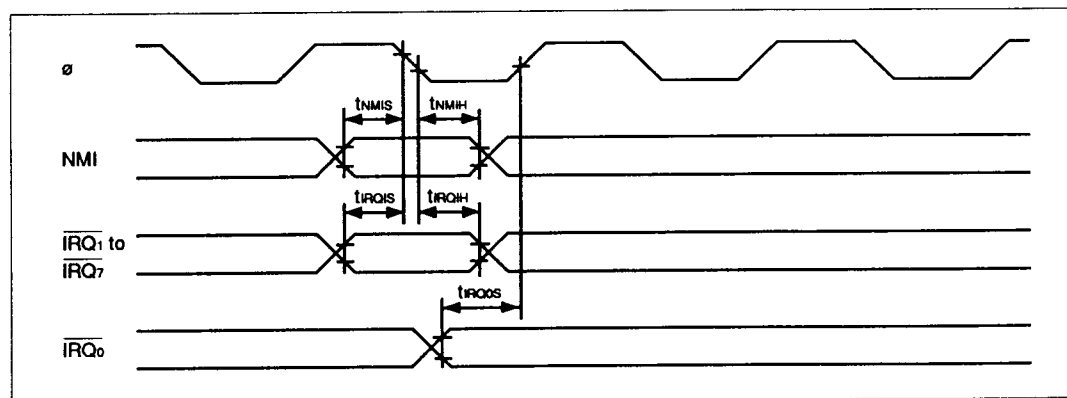 ø
tNMIS tNMIH
NMI
tIRQIS tIRQIH
IRQ1 to
IRQ7
tIRQ0S
IRQ0